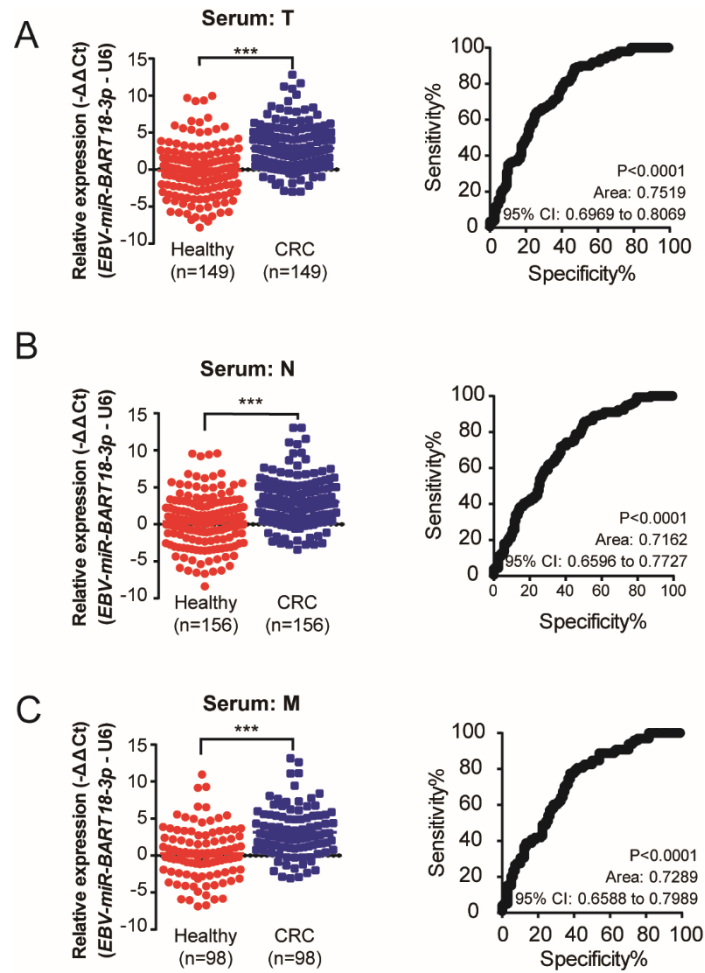 A
Serum: T
***
Relative expression (-ΔΔCt)
(EBV-miR-BART18-3p - U6)
15
10
5
0
-5
-10
Healthy
(n=149)
CRC
(n=149)
Sensitivity%
100
80
60
40
20
0
P<0.0001
Area: 0.7519
95% CI: 0.6969 to 0.8069
0 20 40 60 80 100
Specificity%
B
Serum: N
***
Relative expression (-ΔΔCt)
(EBV-miR-BART18-3p - U6)
15
10
5
0
-5
-10
Healthy
(n=156)
CRC
(n=156)
Sensitivity%
100
80
60
40
20
0
P<0.0001
Area: 0.7162
95% CI: 0.6596 to 0.7727
0 20 40 60 80 100
Specificity%
C
Serum: M
***
Relative expression (-ΔΔCt)
(EBV-miR-BART18-3p - U6)
15
10
5
0
-5
-10
Healthy
(n=98)
CRC
(n=98)
Sensitivity%
100
80
60
40
20
0
P<0.0001
Area: 0.7289
95% CI: 0.6588 to 0.7989
0 20 40 60 80 100
Specificity%